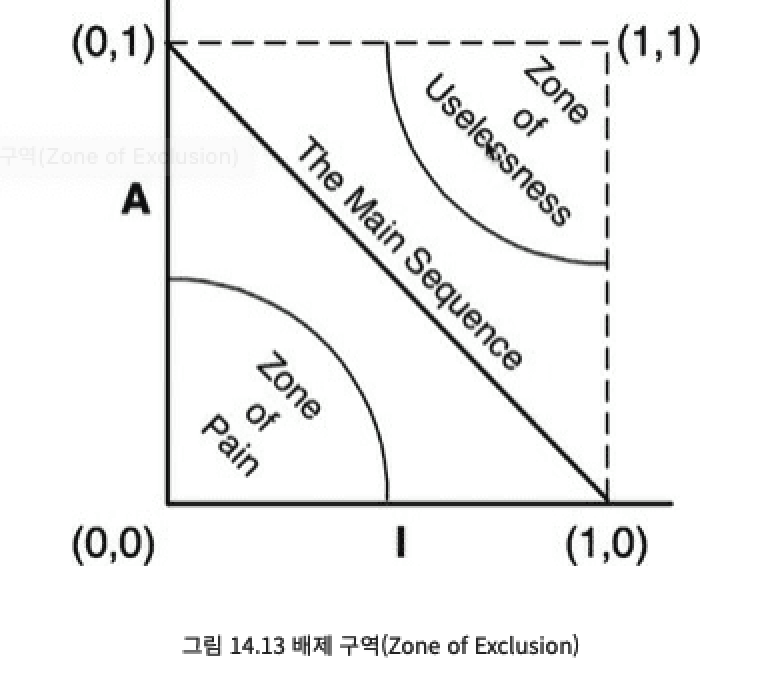 (0,1)
(1,1)
Zone
of
Uselessness
구역(Zone of Exclusion)
A
The Main Sequence
Zone
of
Pain
(0,0)
I
(1,0)
그림 14.13 배제 구역(Zone of Exclusion)